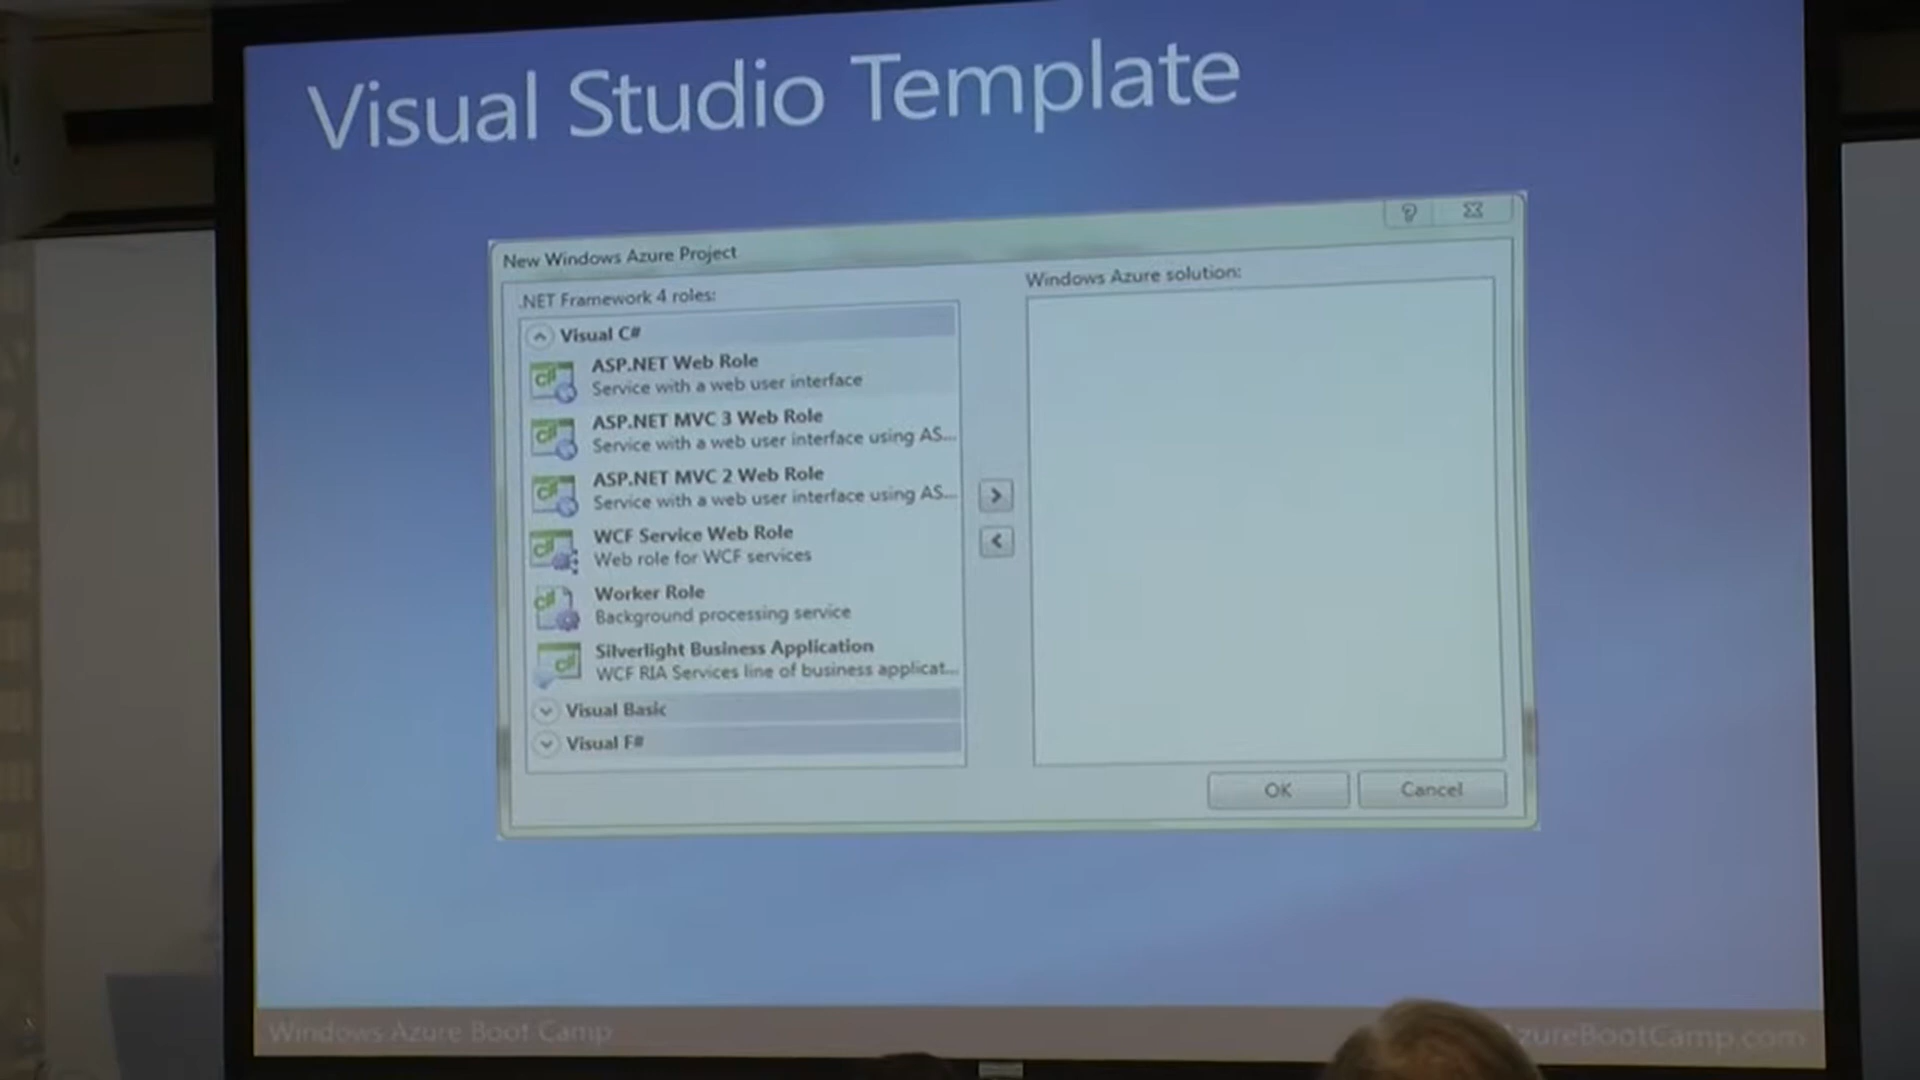 Visual Studio Template
New Windows Azure Project
.NET Framework 4 roles:
Windows Azure solution:
Visual C#
ASP.NET Web Role
Service with a web user interface
ASP.NET MVC 3 Web Role
Service with a web user interface using AS...
ASP.NET MVC 2 Web Role
Service with a web user interface using AS...
WCF Service Web Role
Web role for WCF services
Worker Role
Background processing service
Silverlight Business Application
WCF RIA Services line of business applicat...
Visual Basic
Visual F#
OK
Cancel
Windows Azure Boot Camp
zureBootCamp.com